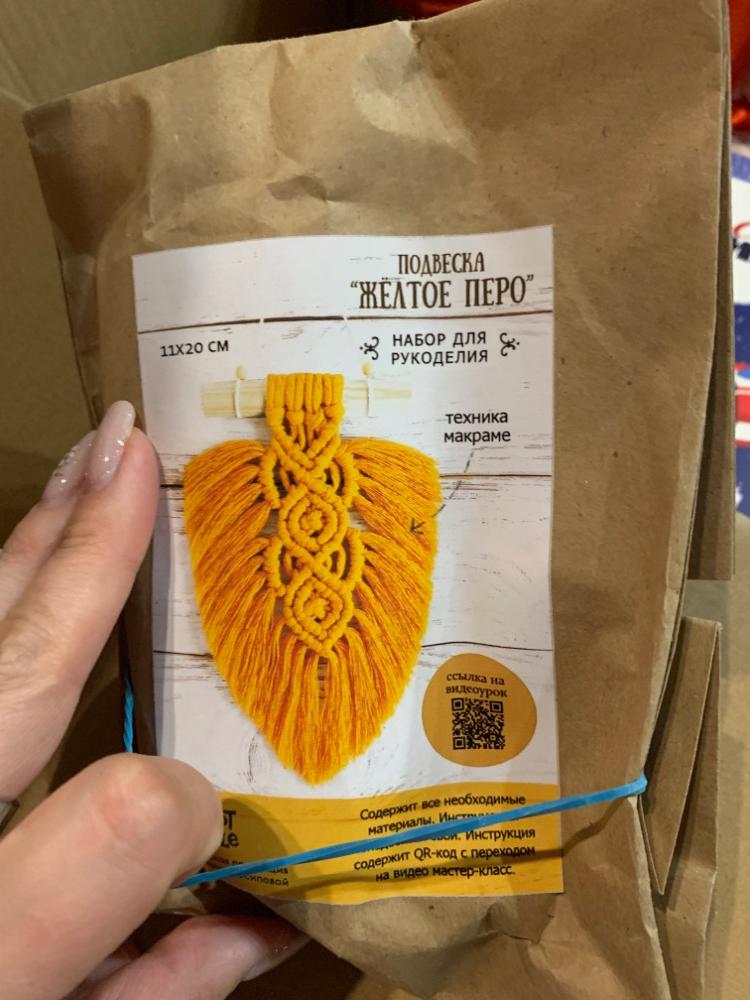 ПОДВЕСКА
“ЖЁЛТОЕ ПЕРО”
11Х20 СМ
НАБОР ДЛЯ
РУКОДЕЛИЯ
техника
макраме
ссылка на
видеоурок
Содержит все необходимые
материалы.
Инструкция
содержит QR-код с переходом
на видео мастер-класс.